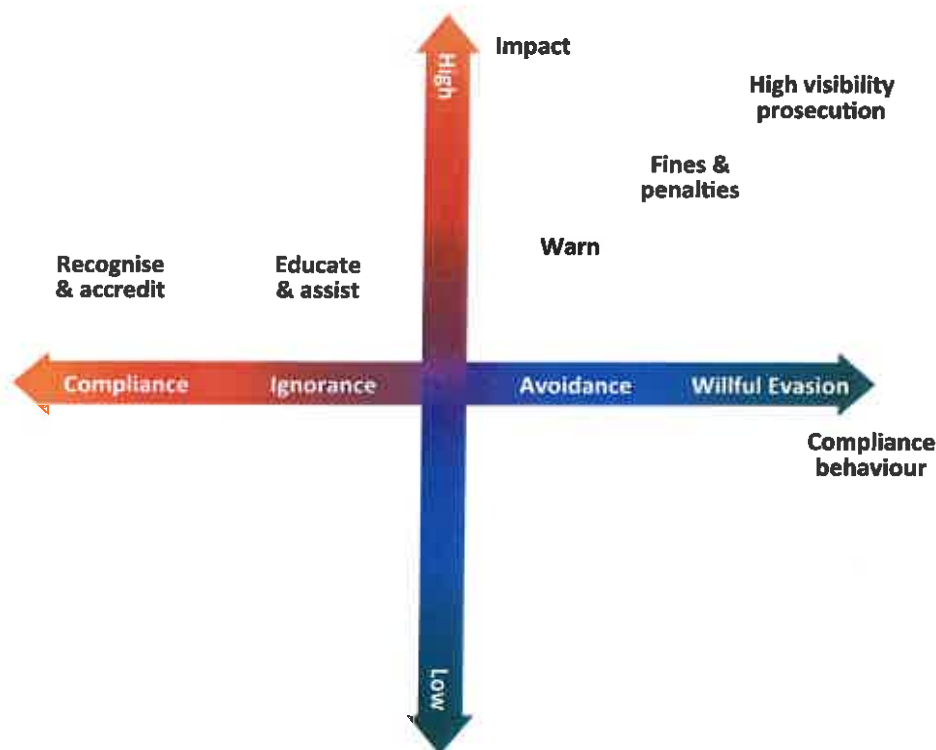 High
Impact
High visibility
prosecution
Fines &
penalties
Warn
Recognise
& accredit
Educate
& assist
Compliance
Ignorance
Avoidance
Willful Evasion
Compliance
behaviour
Low